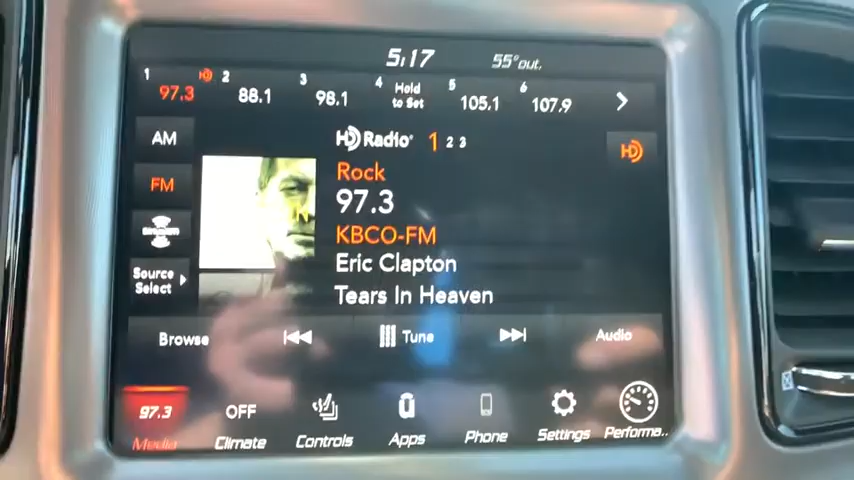 5:17 55° out.
1 97.3 HD 2 88.1 3 98.1 4 Hold to Set 5 105.1 6 107.9
AM
HD Radio 1 2 3
HD
FM
Rock
97.3
KBCO-FM
Eric Clapton
Source Select
Tears In Heaven
Browse Tune Audio
97.3 OFF
Media Climate Controls Apps Phone Settings Performa..